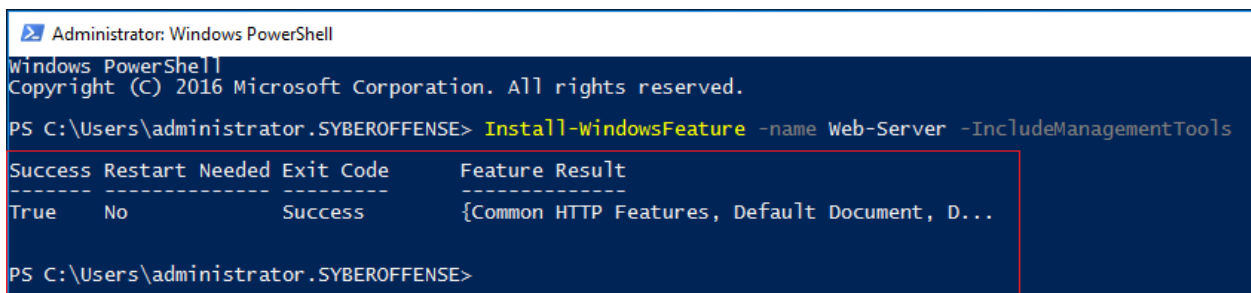 Administrator: Windows PowerShell
Windows PowerShell
Copyright (C) 2016 Microsoft Corporation. All rights reserved.
PS C:\Users\administrator.SYBEROFFENSE> Install-WindowsFeature -name Web-Server -IncludeManagementTools
Success Restart Needed Exit Code      Feature Result
------- -------------- ---------      --------------
True    No             Success        {Common HTTP Features, Default Document, D...
PS C:\Users\administrator.SYBEROFFENSE>